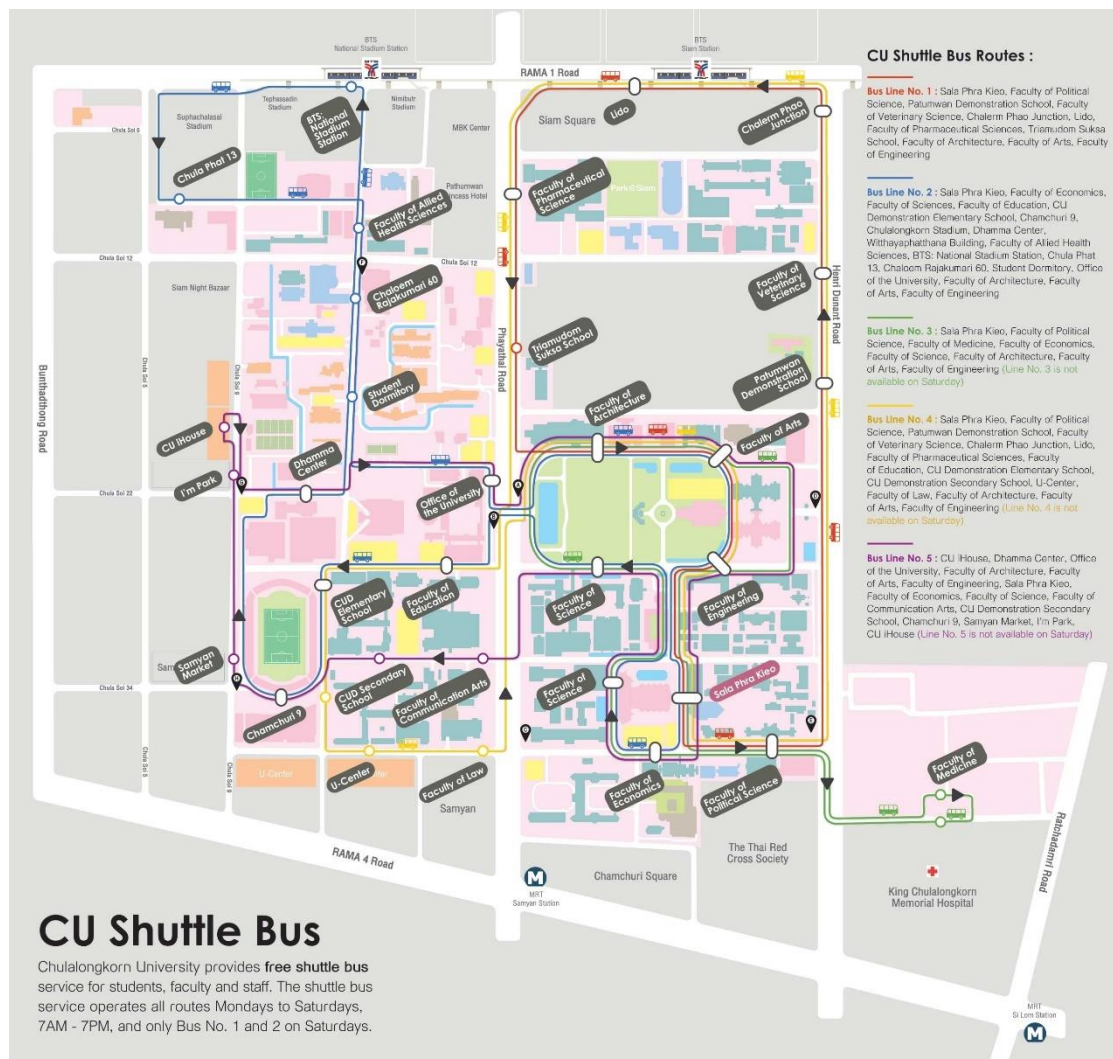 BTS
National Stadium Station
BTS
Siam Station
RAMA 1 Road
Tephassadin
Stadium
Nimibutr
Stadium
Suphachalasai
Stadium
Chula Soi 6
BTS:
National
Stadium
Station
MBK Center
Siam Square
Lido
Chalerm Phao
Junction
Chula Phat 13
Faculty of
Pharmaceutical
Science
Park@Siam
Faculty of Allied
Health Sciences
Chula Soi 12
Chula Soi 12
Siam Night Bazaar
Chaloem
Rajakumari 60
Phayathai Road
Faculty of
Veterinary
Science
Henri Dunant Road
Triamudom
Suksa School
Patumwan
Demonstration
School
Bunthadthong Road
Chula Soi 5
Chula Soi 9
Student
Dormitory
Faculty of
Architecture
Faculty of Arts
CU iHouse
I'm Park
Dhamma
Center
Office of
the University
Chula Soi 22
CUD
Elementary
School
Faculty of
Education
Faculty of
Science
Faculty of
Engineering
Samyan
Market
Chula Soi 34
Chamchuri 9
CUD Secondary
School
Faculty of
Communication Arts
Faculty of
Science
Sala Phra Kieo
Chula Soi 5
Chula Soi 9
U-Center
U-Center
Faculty of Law
Samyan
Faculty of
Economics
Faculty of
Political Science
Faculty of
Medicine
RAMA 4 Road
Ratchadamri Road
The Thai Red
Cross Society
Chamchuri Square
MRT
Samyan Station
King Chulalongkorn
Memorial Hospital
MRT
Si Lom Station
CU Shuttle Bus Routes :
Bus Line No. 1 : Sala Phra Kieo, Faculty of Political
Science, Patumwan Demonstration School, Faculty
of Veterinary Science, Chalerm Phao Junction, Lido,
Faculty of Pharmaceutical Sciences, Triamudom Suksa
School, Faculty of Architecture, Faculty of Arts, Faculty
of Engineering
Bus Line No. 2 : Sala Phra Kieo, Faculty of Economics,
Faculty of Sciences, Faculty of Education, CU
Demonstration Elementary School, Chamchuri 9,
Chulalongkorn Stadium, Dhamma Center,
Witthayaphathana Building, Faculty of Allied Health
Sciences, BTS: National Stadium Station, Chula Phat
13, Chaloem Rajakumari 60, Student Dormitory, Office
of the University, Faculty of Architecture, Faculty
of Arts, Faculty of Engineering
Bus Line No. 3 : Sala Phra Kieo, Faculty of Political
Science, Faculty of Medicine, Faculty of Economics,
Faculty of Science, Faculty of Architecture, Faculty
of Arts, Faculty of Engineering (Line No. 3 is not
available on Saturday)
Bus Line No. 4 : Sala Phra Kieo, Faculty of Political
Science, Patumwan Demonstration School, Faculty
of Veterinary Science, Chalerm Phao Junction, Lido,
Faculty of Pharmaceutical Sciences, Faculty
of Education, CU Demonstration Elementary School,
CU Demonstration Secondary School, U-Center,
Faculty of Law, Faculty of Architecture, Faculty
of Arts, Faculty of Engineering (Line No. 4 is not
available on Saturday)
Bus Line No. 5 : CU iHouse, Dhamma Center, Office
of the University, Faculty of Architecture, Faculty
of Arts, Faculty of Engineering, Sala Phra Kieo,
Faculty of Economics, Faculty of Science, Faculty of
Communication Arts, CU Demonstration Secondary
School, Chamchuri 9, Samyan Market, I'm Park,
CU iHouse (Line No. 5 is not available on Saturday)
CU Shuttle Bus
Chulalongkorn University provides free shuttle bus
service for students, faculty and staff. The shuttle bus
service operates all routes Mondays to Saturdays,
7AM - 7PM, and only Bus No. 1 and 2 on Saturdays.